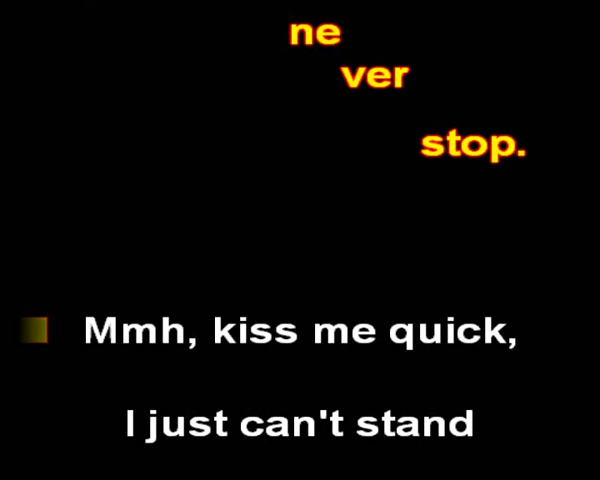 ne
ver
stop.
Mmh, kiss me quick,
I just can't stand